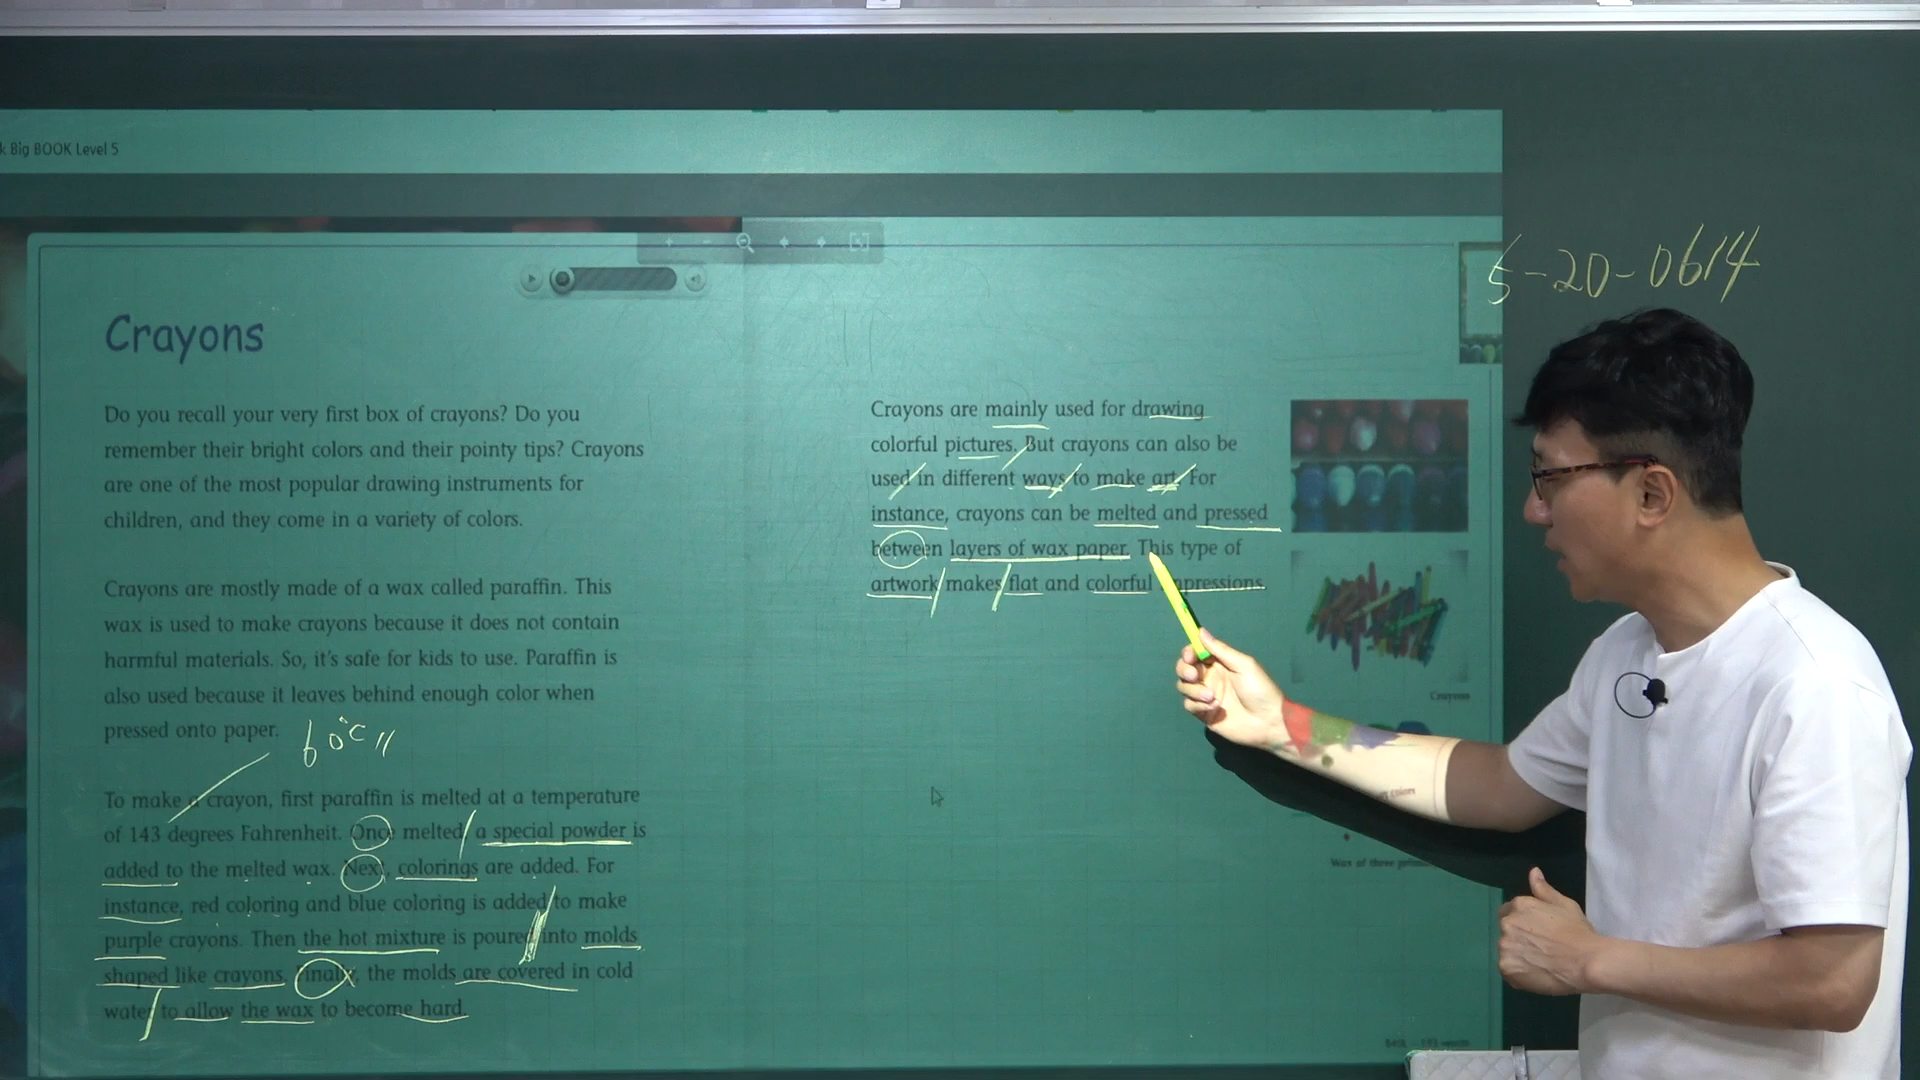 Big BOOK Level 5
5-20-0614
Crayons
Do you recall your very first box of crayons? Do you
remember their bright colors and their pointy tips? Crayons
are one of the most popular drawing instruments for
children, and they come in a variety of colors.
Crayons are mostly made of a wax called paraffin. This
wax is used to make crayons because it does not contain
harmful materials. So, it's safe for kids to use. Paraffin is
also used because it leaves behind enough color when
pressed onto paper.
60°C
To make a crayon, first paraffin is melted at a temperature
of 143 degrees Fahrenheit. Once melted, a special powder is
added to the melted wax. Next, colorings are added. For
instance, red coloring and blue coloring is added to make
purple crayons. Then the hot mixture is poured into molds
shaped like crayons. Finally, the molds are covered in cold
water to allow the wax to become hard.
Crayons are mainly used for drawing
colorful pictures. But crayons can also be
used in different ways to make art. For
instance, crayons can be melted and pressed
between layers of wax paper. This type of
artwork makes flat and colorful impressions.
Crayons
colors
Wax of three
words